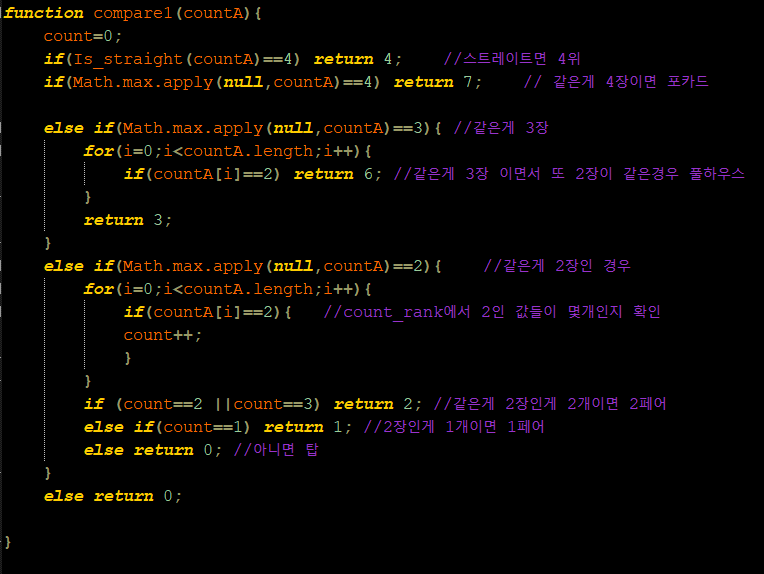 function compare1(countA){
    count=0;
    if(Is_straight(countA)==4) return 4;    //스트레이트면 4위
    if(Math.max.apply(null,countA)==4) return 7;    // 같은게 4장이면 포카드

    else if(Math.max.apply(null,countA)==3){ //같은게 3장
        for(i=0;i<countA.length;i++){
            if(countA[i]==2) return 6; //같은게 3장 이면서 또 2장이 같은경우 풀하우스
        }
        return 3;
    }
    else if(Math.max.apply(null,countA)==2){    //같은게 2장인 경우
        for(i=0;i<countA.length;i++){
            if(countA[i]==2){   //count_rank에서 2인 값들이 몇개인지 확인
            count++;
            }
        }
        if (count==2 ||count==3) return 2; //같은게 2장인게 2개이면 2페어
        else if(count==1) return 1; //2장인게 1개이면 1페어
        else return 0; //아니면 탑
    }
    else return 0;

}